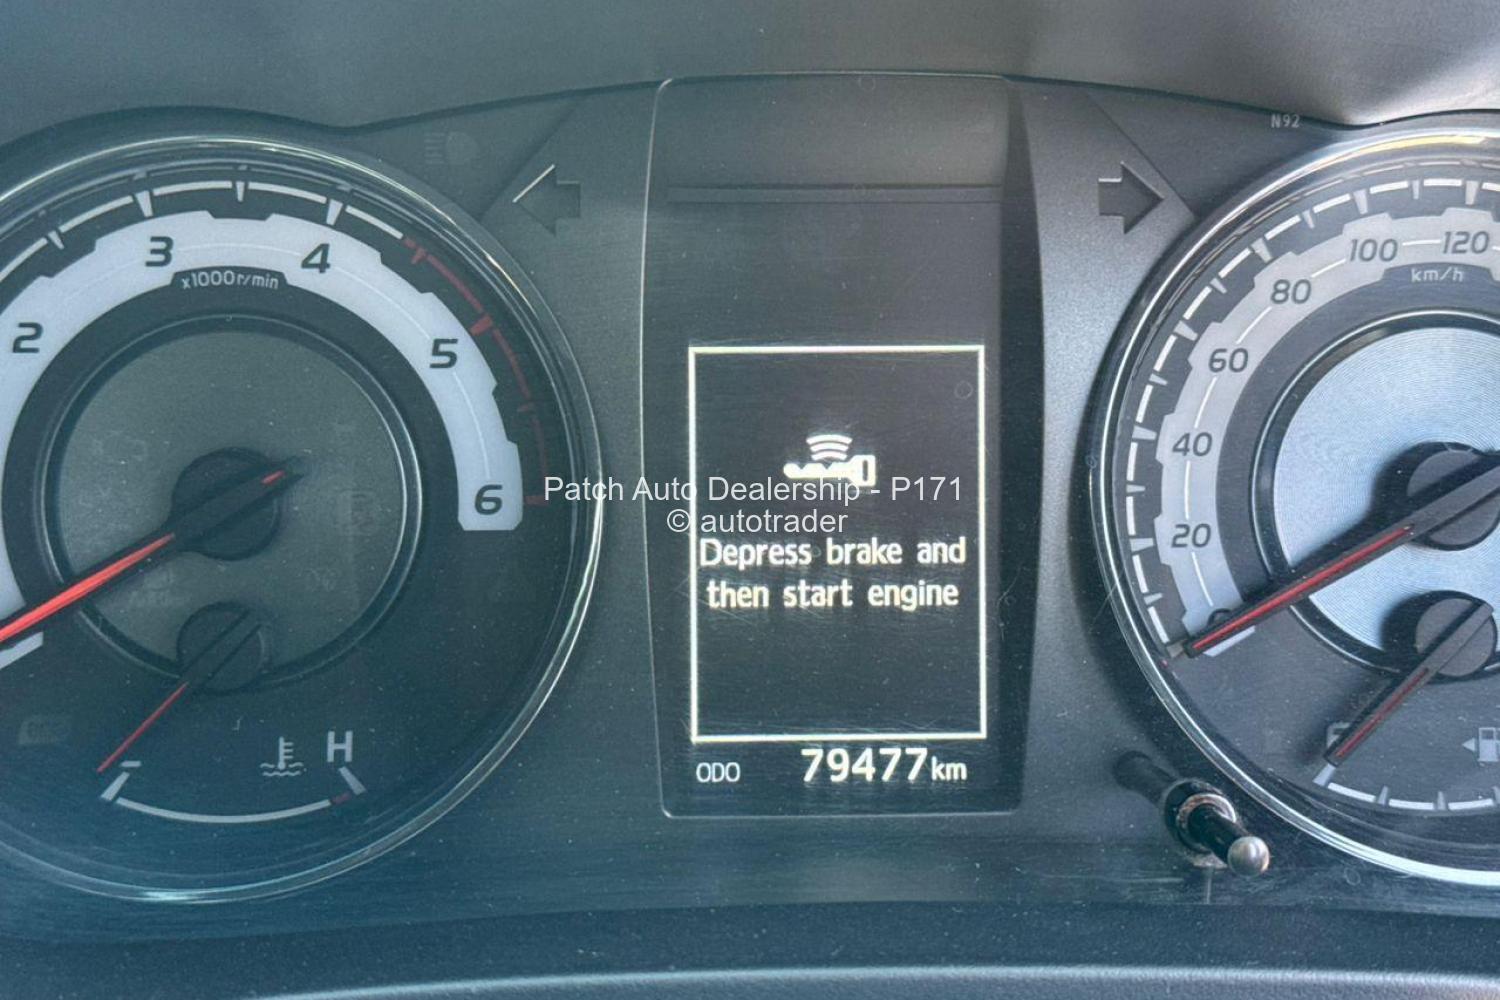 N92
2
3
4
5
6
x1000r/min
H
Patch Auto Dealership - P171
© autotrader
Depress brake and
then start engine
ODO 79477km
20
40
60
80
100
120
km/h